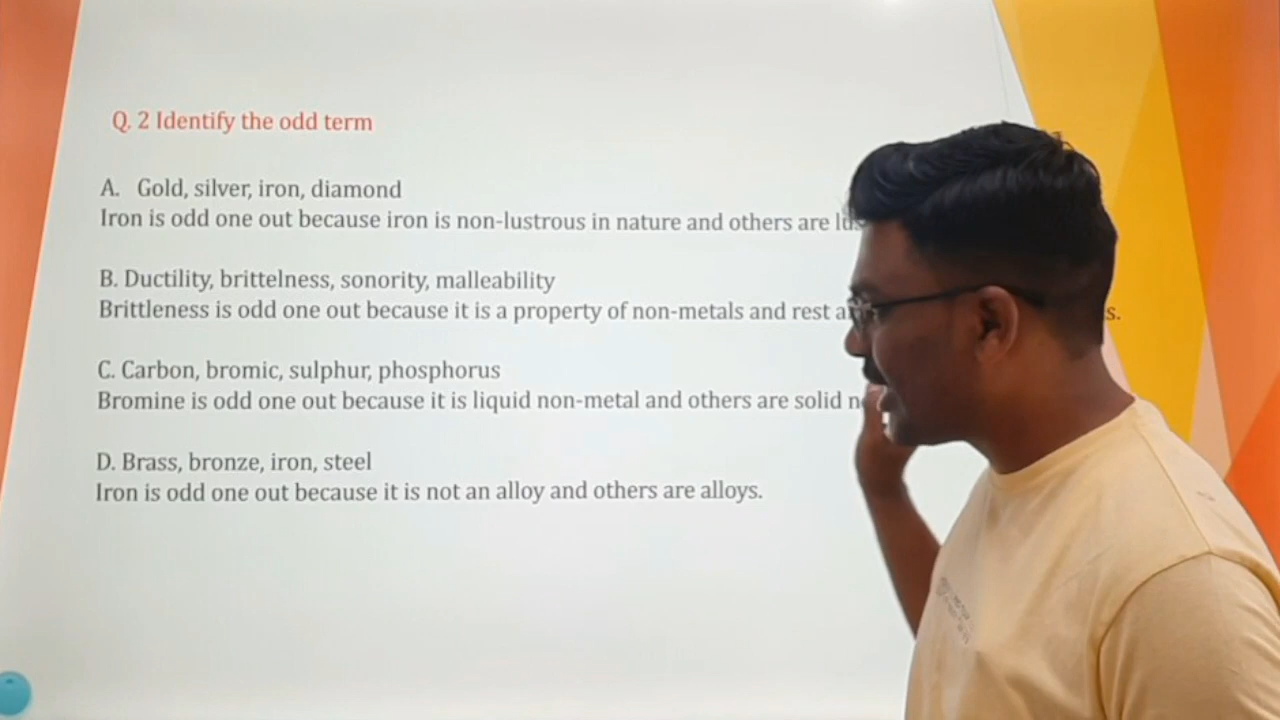 Q. 2 Identify the odd term
A. Gold, silver, iron, diamond
Iron is odd one out because iron is non-lustrous in nature and others are
B. Ductility, brittelness, sonority, malleability
Brittleness is odd one out because it is a property of non-metals and rest
C. Carbon, bromic, sulphur, phosphorus
Bromine is odd one out because it is liquid non-metal and others are solid
D. Brass, bronze, iron, steel
Iron is odd one out because it is not an alloy and others are alloys.